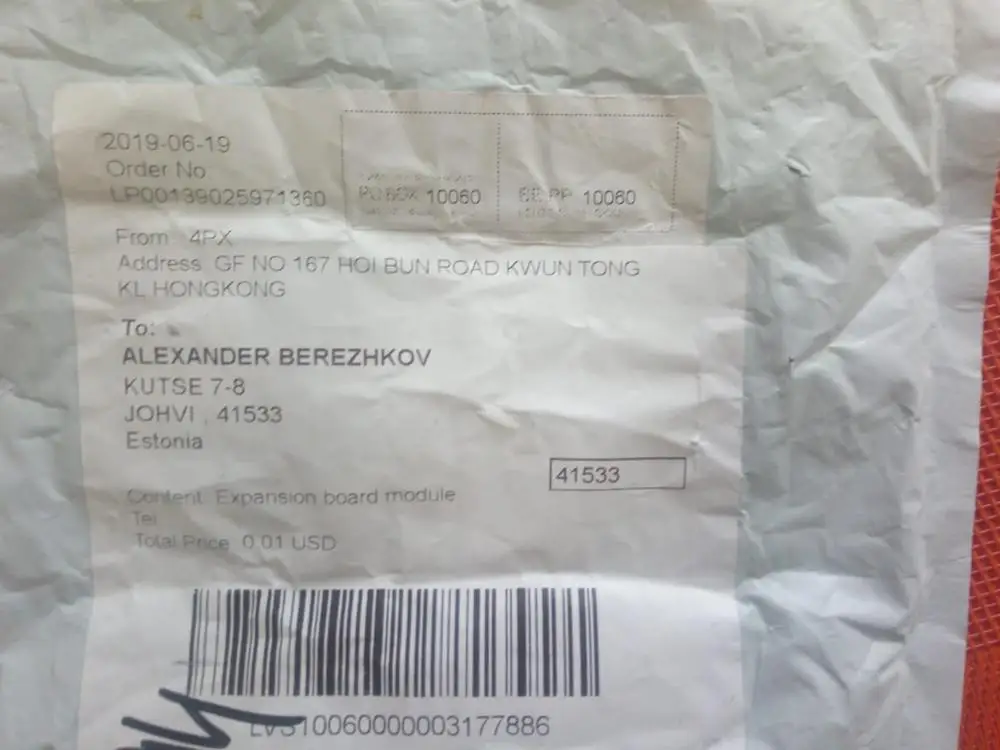 2019-06-19
Order No
LP00139025971360
PO BOX 10060
EE PP 10060
From 4PX
Address GF NO 167 HOI BUN ROAD KWUN TONG
KL HONGKONG
To:
ALEXANDER BEREZHKOV
KUTSE 7-8
JOHVI , 41533
Estonia
41533
Content Expansion board module
Tel
Total Price 0.01 USD